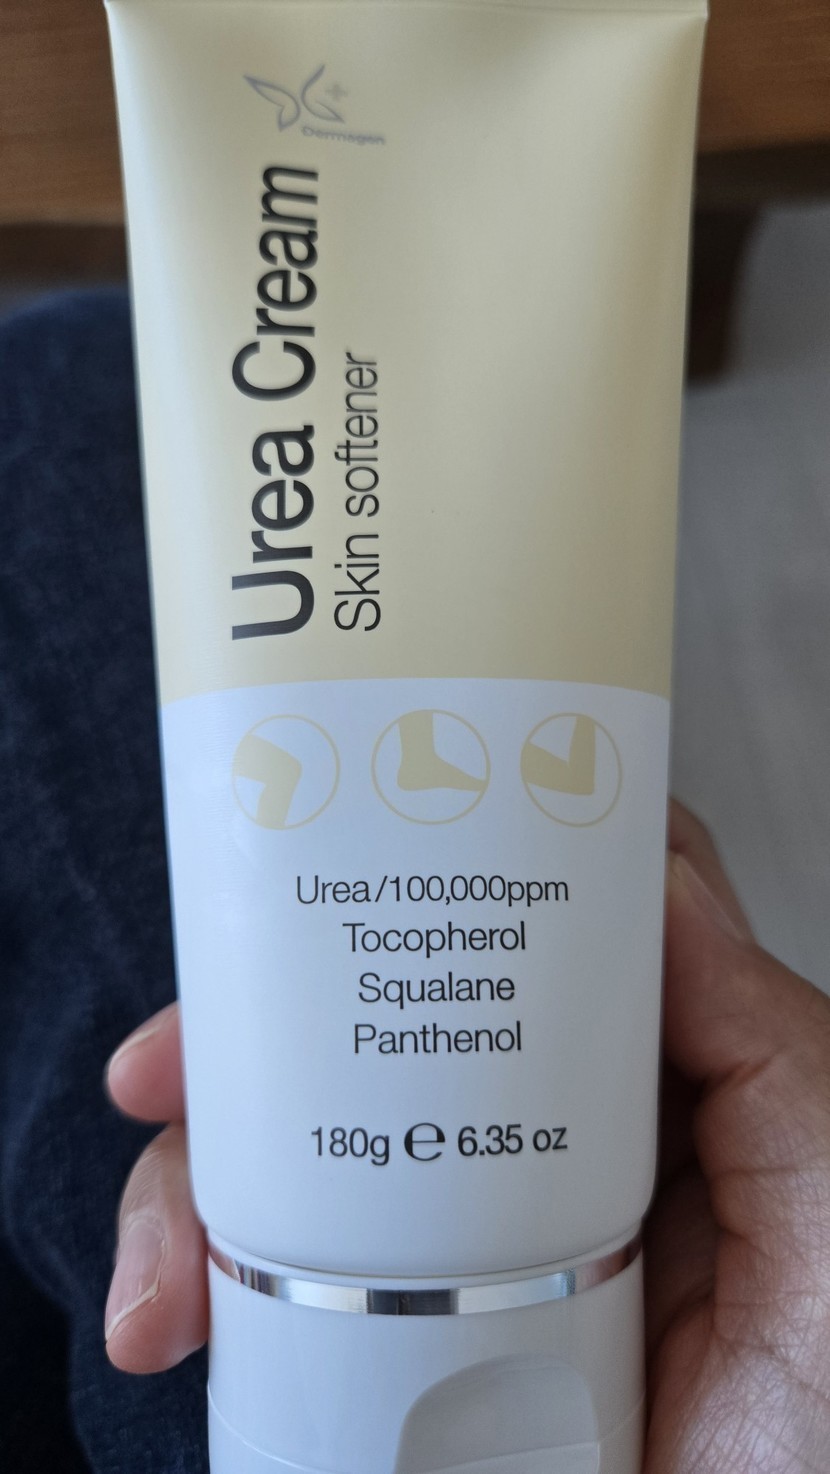 Dermagen
Urea Cream
Skin softener
Urea/100,000ppm
Tocopherol
Squalane
Panthenol
180g ℮ 6.35 oz